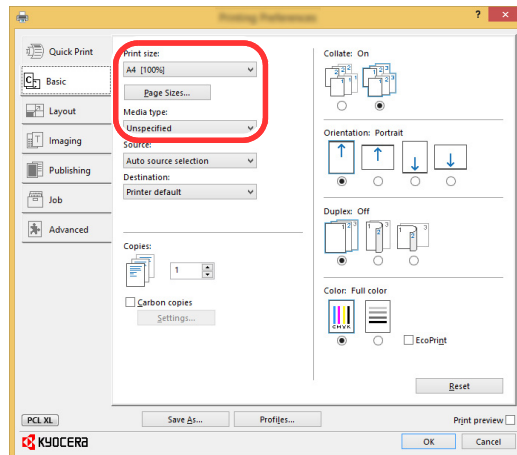 Printing Preferences
?
Quick Print
Basic
Layout
Imaging
Publishing
Job
Advanced
Print size:
A4 [100%]
Page Sizes...
Media type:
Unspecified
Source:
Auto source selection
Destination:
Printer default
Copies:
1
Carbon copies
Settings...
Collate: On
Orientation: Portrait
Duplex: Off
Color: Full color
CMYK
EcoPrint
Reset
PCL XL
Save As...
Profiles...
Print preview
KYOCERA
OK
Cancel